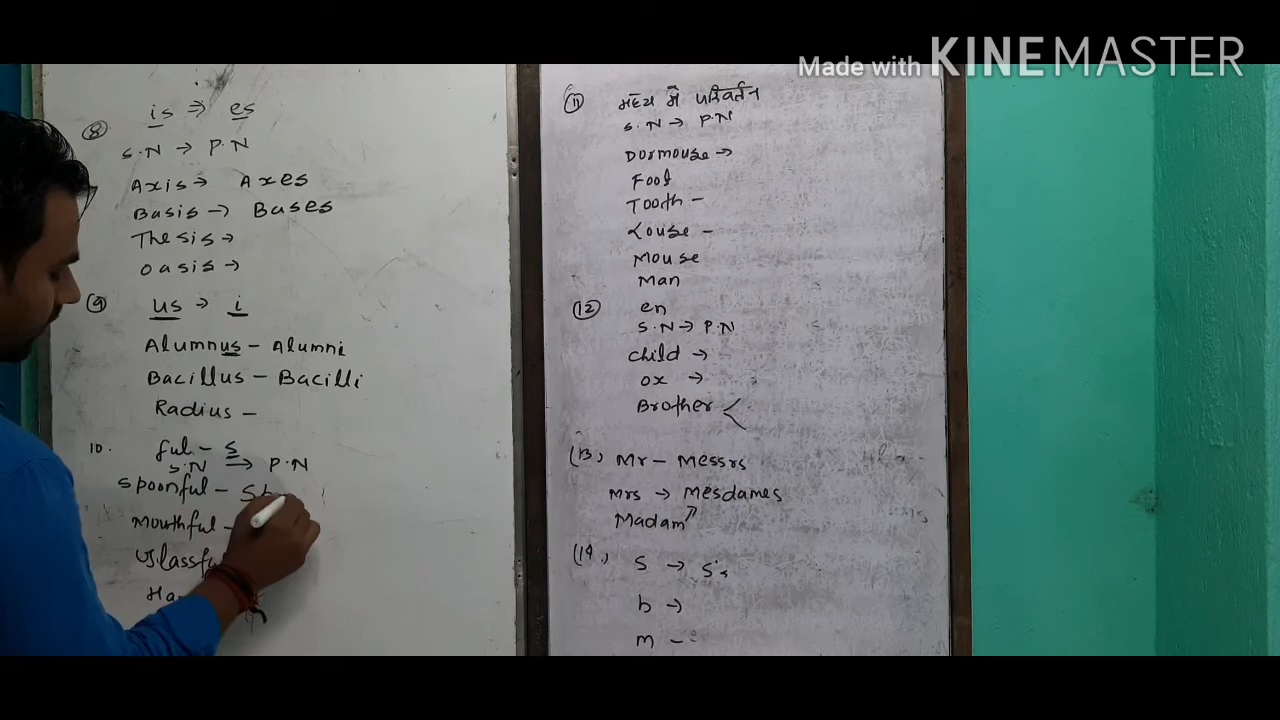 Made with KINEMASTER
is ⇒ es
⑧
S.N → P.N
Axis → Axes
Basis → Bases
Thesis →
oasis →
⑨ us → i
Alumnus - Alumni
Bacillus - Bacilli
Radius -
10. ful - s
S.N → P.N
Spoonful -
Mouthful -
⑪ मध्य में परिवर्तन
S.N → P.N
Dormouse →
Foot
Tooth -
Louse -
Mouse
Man
⑫ en
S.N → P.N
child →
ox →
Brother <
(13) Mr - Messrs
Mrs → Mesdames
Madam ↗
(14) S → S's
b →
m -